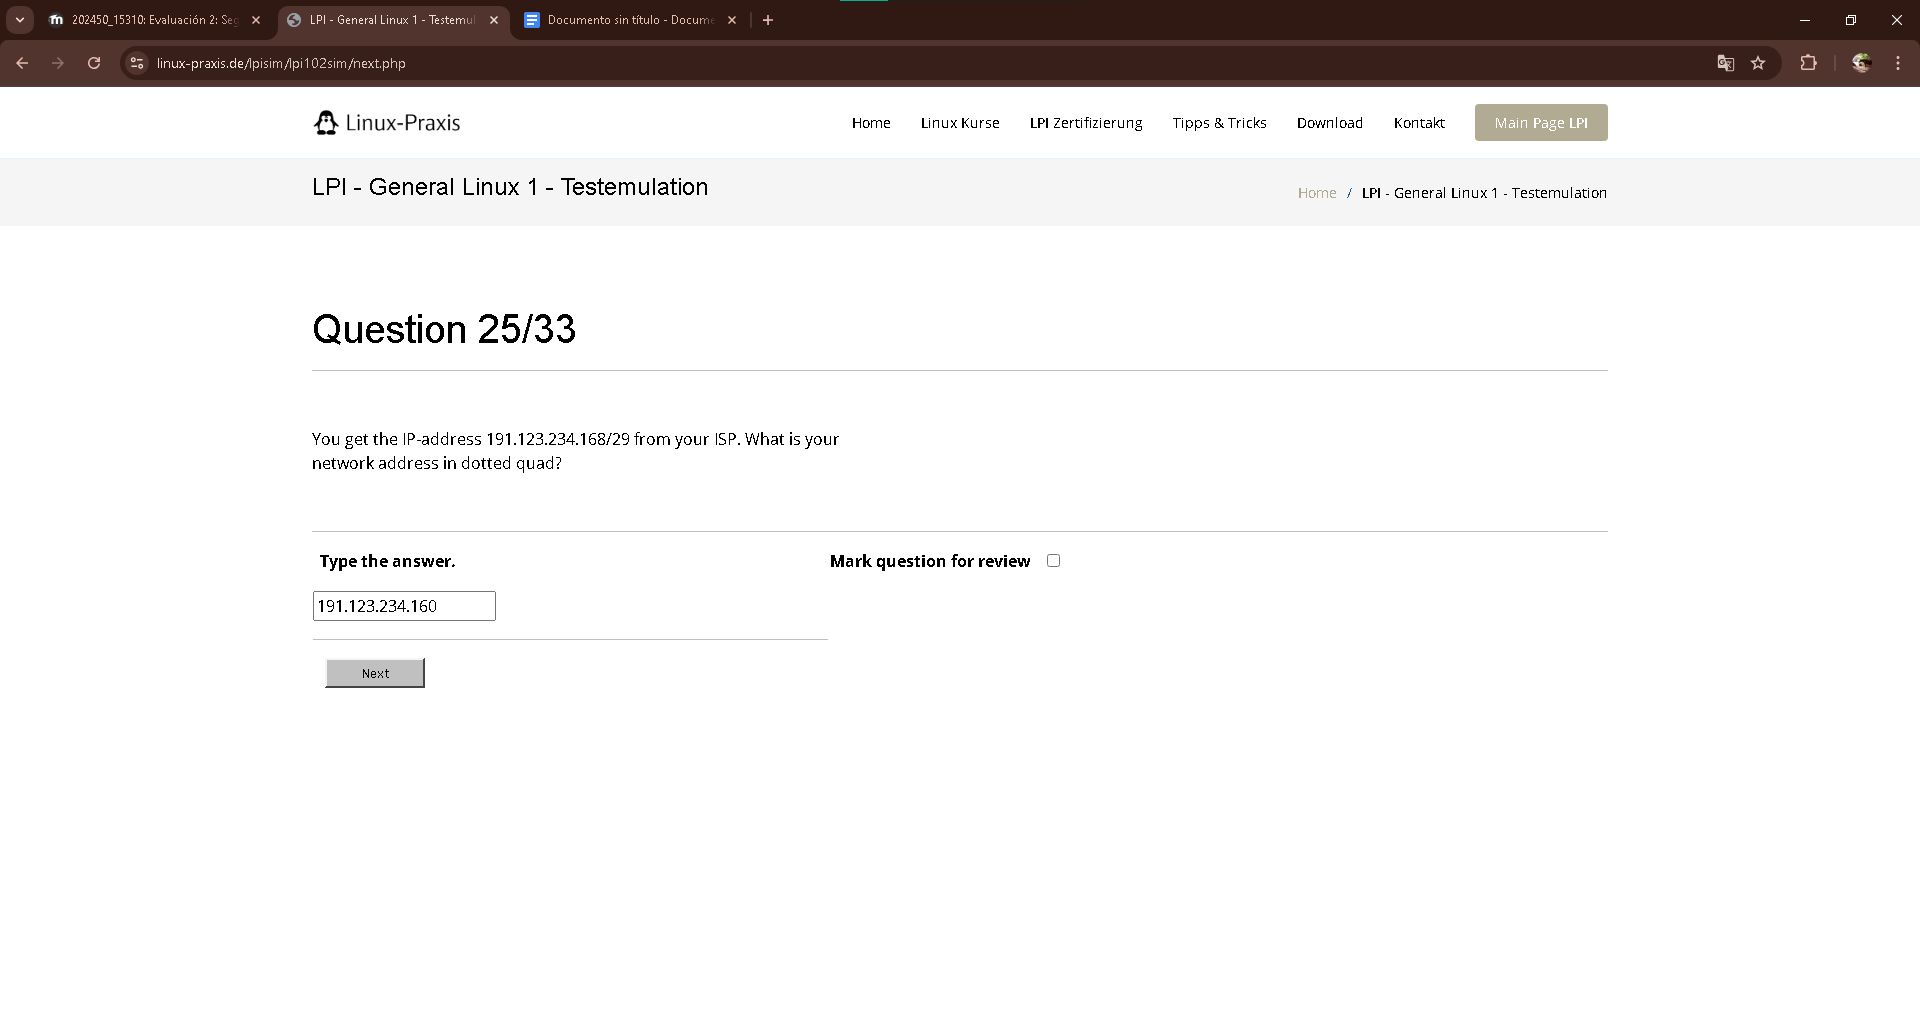 202450_15310: Evaluación 2: Seg
LPI - General Linux 1 - Testemul
Documento sin título - Docume
linux-praxis.de/lpisim/lpi102sim/next.php
Linux-Praxis
Home
Linux Kurse
LPI Zertifizierung
Tipps & Tricks
Download
Kontakt
Main Page LPI
LPI - General Linux 1 - Testemulation
Home / LPI - General Linux 1 - Testemulation
Question 25/33
You get the IP-address 191.123.234.168/29 from your ISP. What is your
network address in dotted quad?
Type the answer.
Mark question for review
191.123.234.160
Next